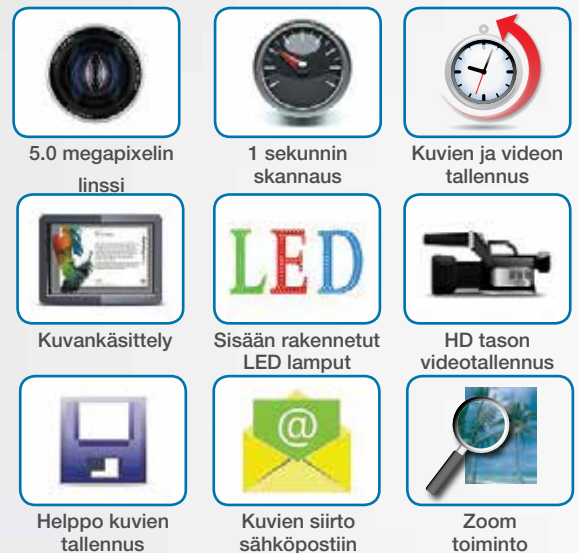 5.0 megapixelin
linssi
1 sekunnin
skannaus
Kuvien ja videon
tallennus
LED
@
Kuvankäsittely
Sisään rakennetut
LED lamput
HD tason
videotallennus
Helppo kuvien
tallennus
Kuvien siirto
sähköpostiin
Zoom
toiminto